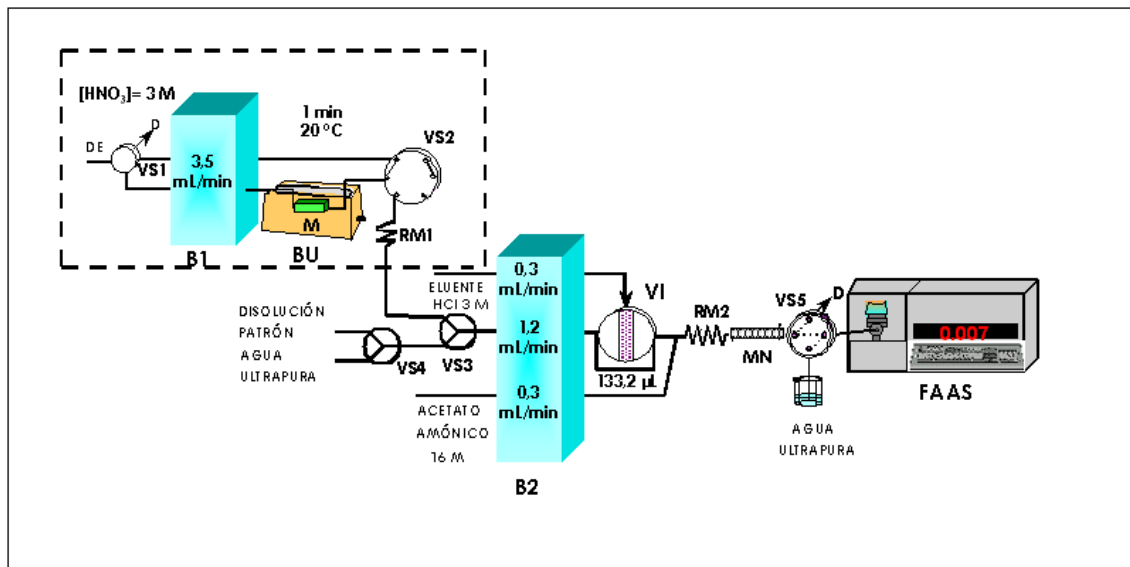 [HNO3]= 3 M
1 min
20 ºC
VS2
D
DE
VS1
3,5
mL/min
M
RM1
B1
BU
ELUENTE
HCl 3 M
0,3
mL/min
VI
DISOLUCIÓN
PATRÓN
AGUA
ULTRAPURA
VS4
VS3
1,2
mL/min
133,2 µL
RM2
MN
VS5
D
0.007
FAAS
ACETATO
AMÓNICO
16 M
0,3
mL/min
AGUA
ULTRAPURA
B2